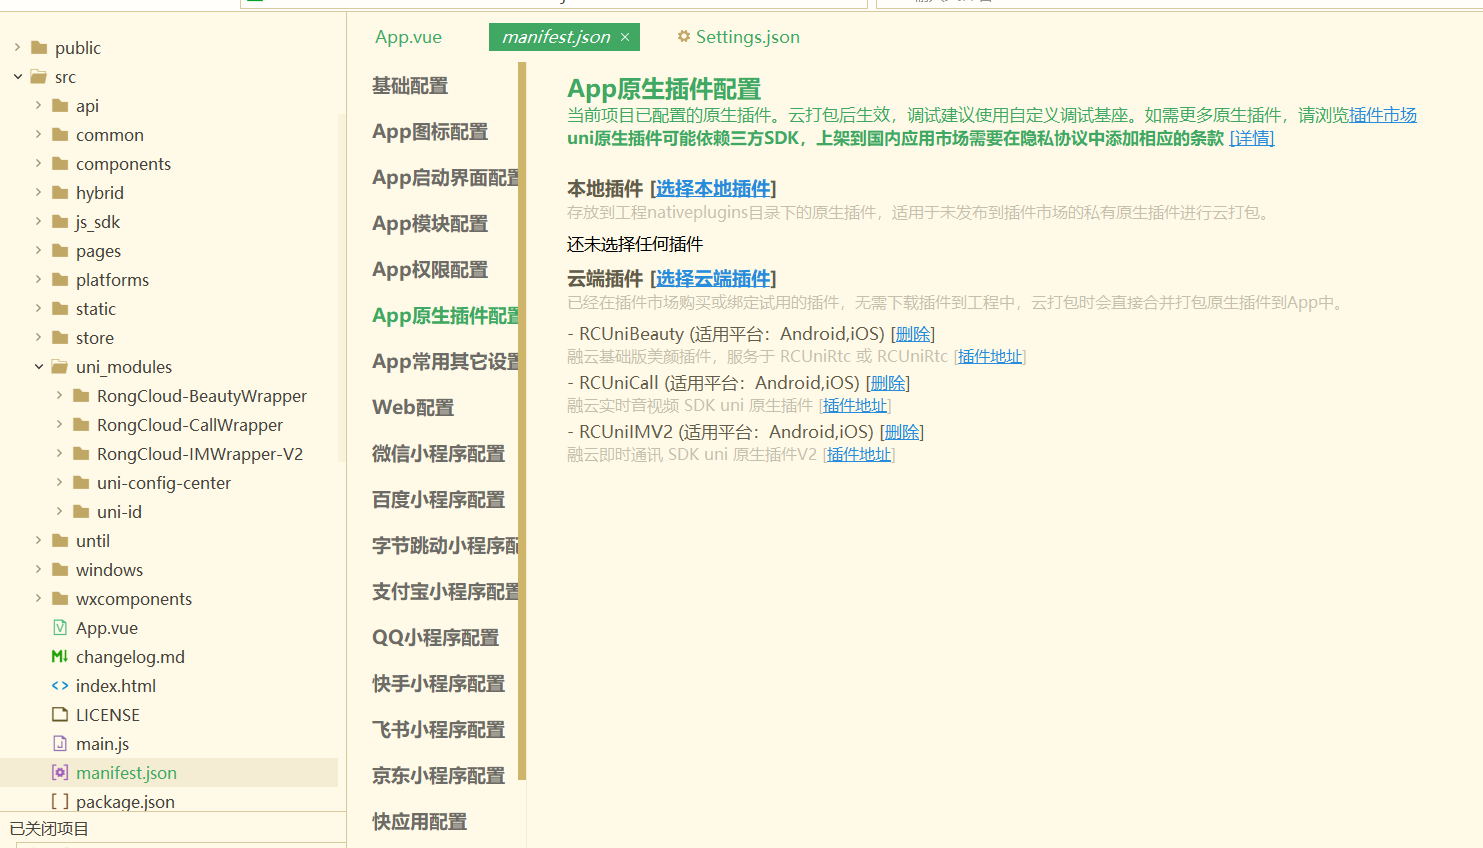 public
src
api
common
components
hybrid
js_sdk
pages
platforms
static
store
uni_modules
RongCloud-BeautyWrapper
RongCloud-CallWrapper
RongCloud-IMWrapper-V2
uni-config-center
uni-id
until
windows
wxcomponents
App.vue
changelog.md
index.html
LICENSE
main.js
manifest.json
package.json
已关闭项目
App.vue
manifest.json ×
Settings.json
基础配置
App图标配置
App启动界面配置
App模块配置
App权限配置
App原生插件配置
App常用其它设置
Web配置
微信小程序配置
百度小程序配置
字节跳动小程序配
支付宝小程序配置
QQ小程序配置
快手小程序配置
飞书小程序配置
京东小程序配置
快应用配置
App原生插件配置
当前项目已配置的原生插件。云打包后生效，调试建议使用自定义调试基座。如需更多原生插件，请浏览插件市场
uni原生插件可能依赖三方SDK，上架到国内应用市场需要在隐私协议中添加相应的条款 [详情]
本地插件 [选择本地插件]
存放到工程nativeplugins目录下的原生插件，适用于未发布到插件市场的私有原生插件进行云打包。
还未选择任何插件
云端插件 [选择云端插件]
已经在插件市场购买或绑定试用的插件，无需下载插件到工程中，云打包时会直接合并打包原生插件到App中。
- RCUniBeauty (适用平台：Android,iOS) [删除]
融云基础版美颜插件，服务于 RCUniRtc 或 RCUniRtc [插件地址]
- RCUniCall (适用平台：Android,iOS) [删除]
融云实时音视频 SDK uni 原生插件 [插件地址]
- RCUniIMV2 (适用平台：Android,iOS) [删除]
融云即时通讯 SDK uni 原生插件V2 [插件地址]